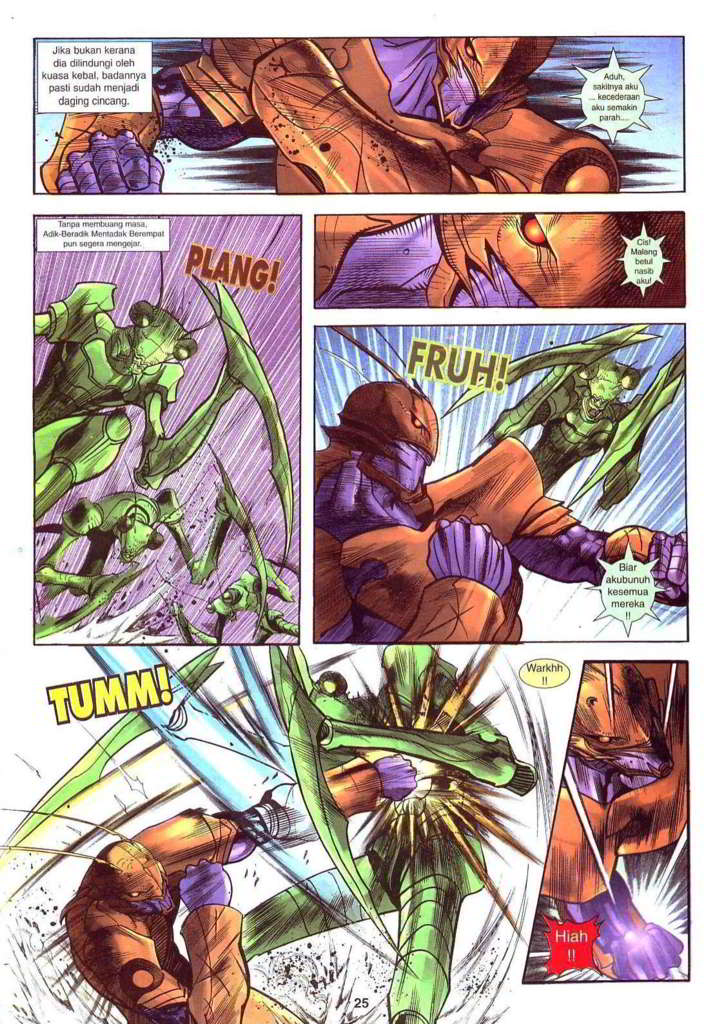 Jika bukan kerana
dia dilindungi oleh
kuasa kebal, badannya
pasti sudah menjadi
daging cincang.
Aduh,
sakitnya aku
... kecederaan
aku semakin
parah....
Tanpa membuang masa,
Adik-Beradik Mentadak Berempat
pun segera mengejar.
PLANG!
Cis!
Malang
betul
nasib
aku!
FRUH!
Biar
akubunuh
kesemua
mereka
!
TUMM!
Warkhh
!!
Hiah
!!
25